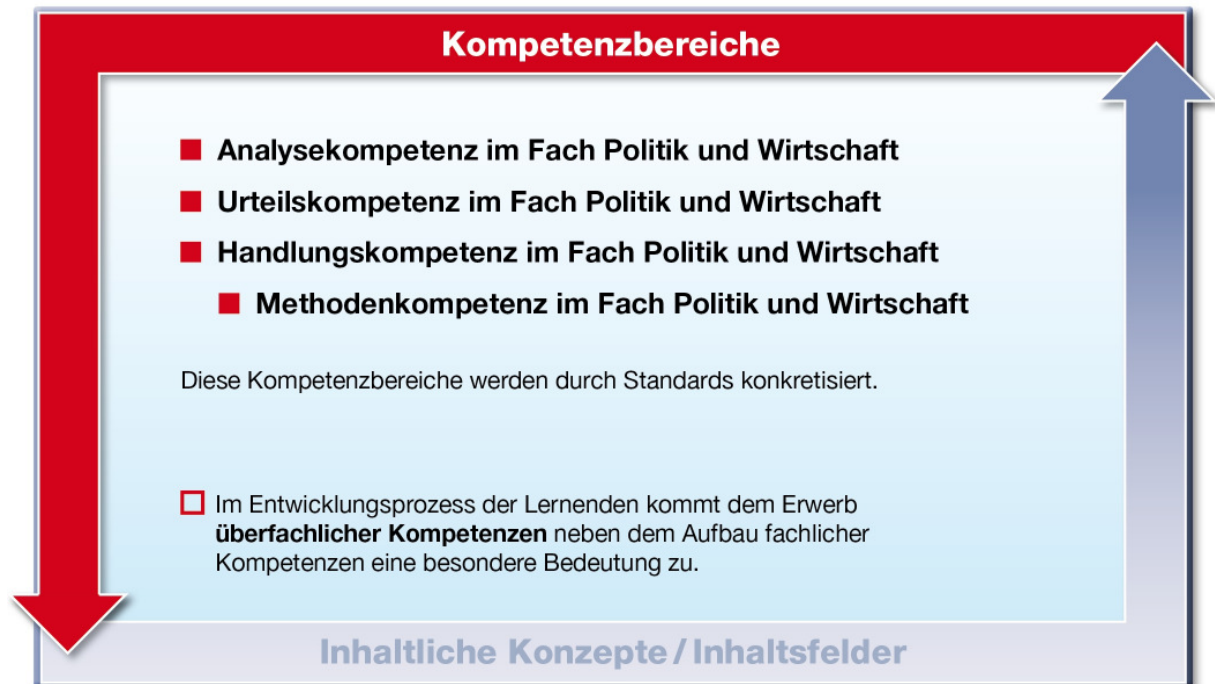 Kompetenzbereiche
Analysekompetenz im Fach Politik und Wirtschaft
Urteilskompetenz im Fach Politik und Wirtschaft
Handlungskompetenz im Fach Politik und Wirtschaft
Methodenkompetenz im Fach Politik und Wirtschaft
Diese Kompetenzbereiche werden durch Standards konkretisiert.
Im Entwicklungsprozess der Lernenden kommt dem Erwerb
überfachlicher Kompetenzen neben dem Aufbau fachlicher
Kompetenzen eine besondere Bedeutung zu.
Inhaltliche Konzepte / Inhaltsfelder